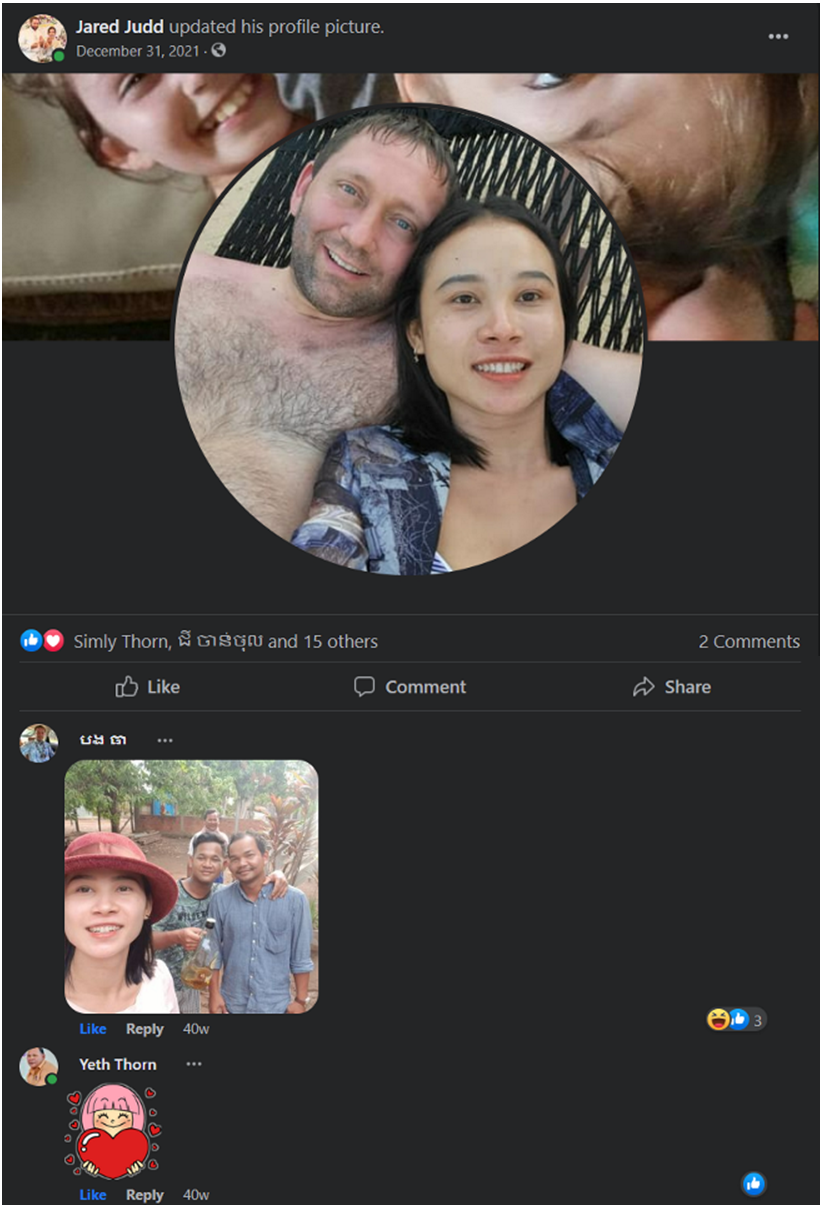 Jared Judd updated his profile picture.
December 31, 2021 ·
Simly Thorn, ជី ចាន់ចុល and 15 others
2 Comments
Like
Comment
Share
បង ធា
Like Reply 40w
3
Yeth Thorn
Like Reply 40w